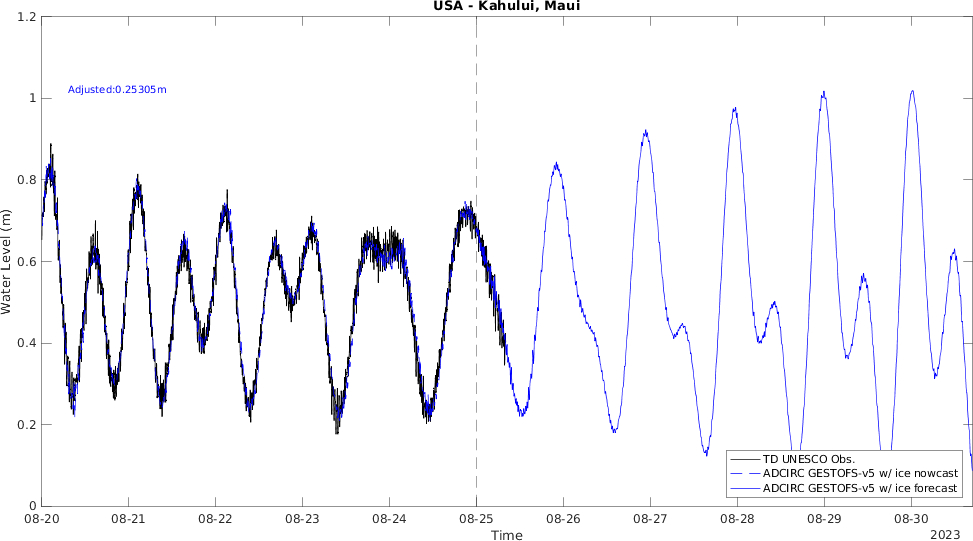 USA - Kahului, Maui
1.2
1
0.8
0.6
0.4
0.2
0
Water Level (m)
Adjusted:0.25305m
TD UNESCO Obs.
ADCIRC GESTOFS-v5 w/ ice nowcast
ADCIRC GESTOFS-v5 w/ ice forecast
08-20 08-21 08-22 08-23 08-24 08-25 08-26 08-27 08-28 08-29 08-30
Time
2023